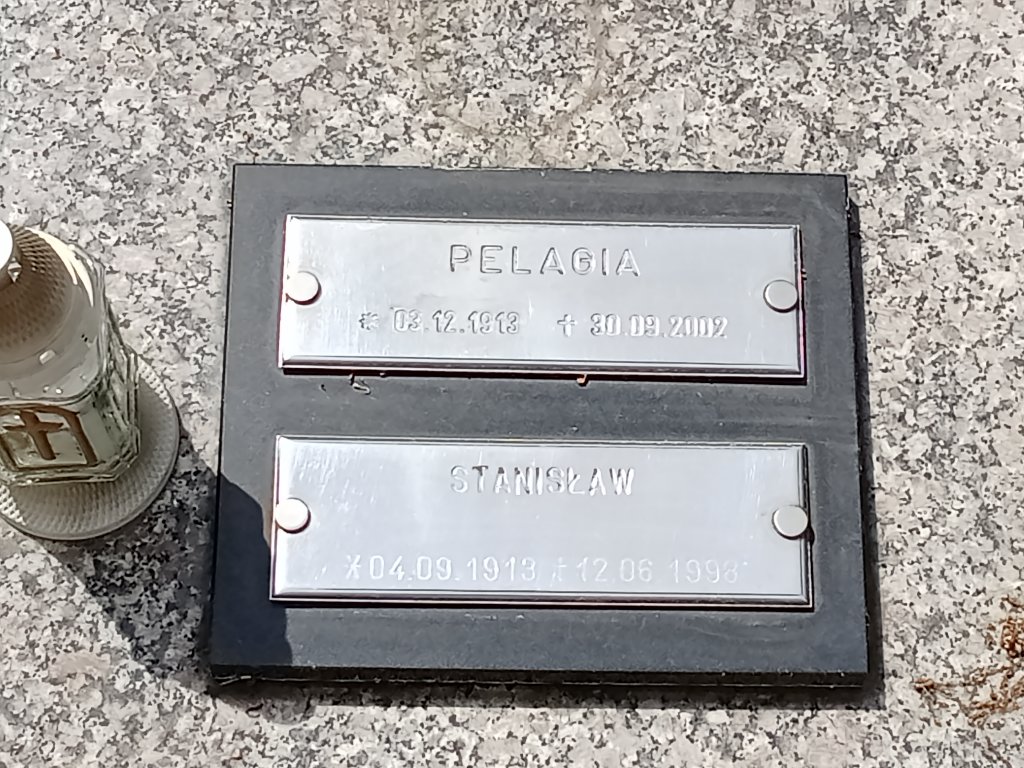 PELAGIA
* 03.12.1913 † 30.09.2002
STANISŁAW
* 04.09.1913 † 12.06 1998